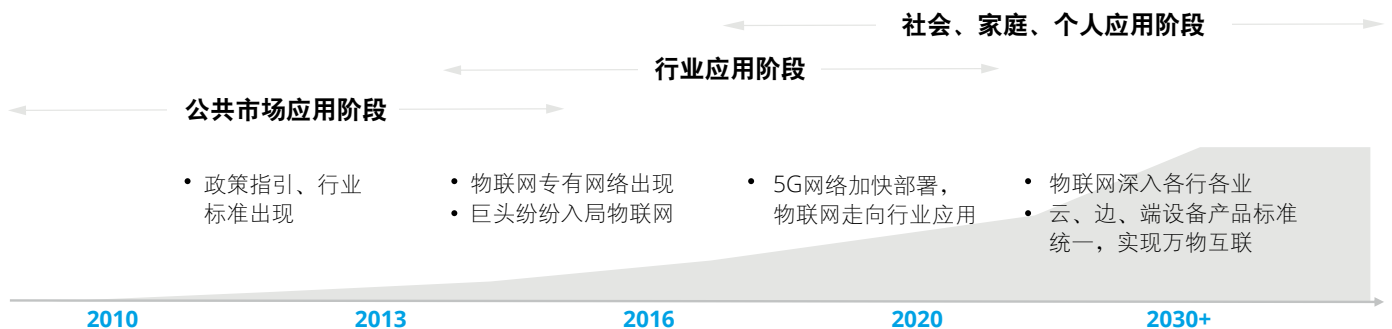 社会、家庭、个人应用阶段
行业应用阶段
公共市场应用阶段
• 政策指引、行业
标准出现
• 物联网专有网络出现
• 巨头纷纷入局物联网
• 5G网络加快部署，
物联网走向行业应用
• 物联网深入各行各业
• 云、边、端设备产品标准
统一，实现万物互联
2010
2013
2016
2020
2030+